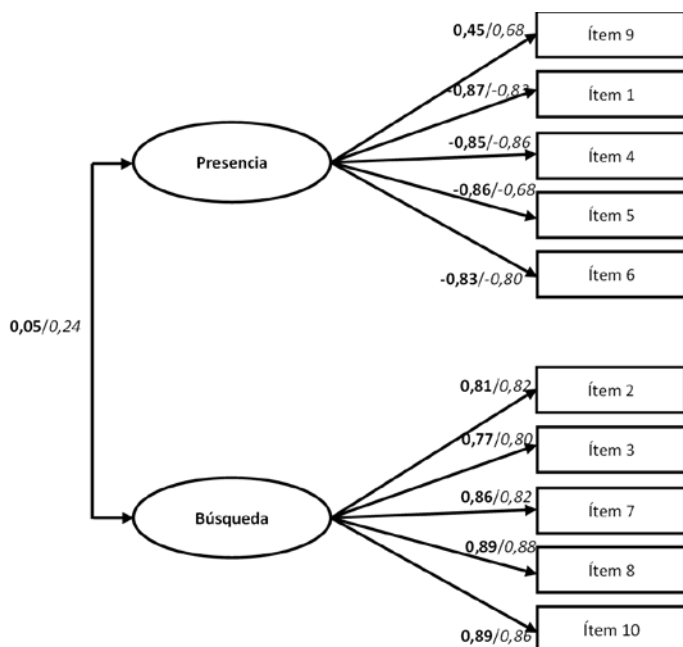 0,45/0,68
Ítem 9
-0,87/-0,83
Ítem 1
-0,85/-0,86
Ítem 4
Presencia
-0,86/-0,68
Ítem 5
-0,83/-0,80
Ítem 6
0,05/0,24
0,81/0,82
Ítem 2
0,77/0,80
Ítem 3
0,86/0,82
Ítem 7
Búsqueda
0,89/0,88
Ítem 8
0,89/0,86
Ítem 10